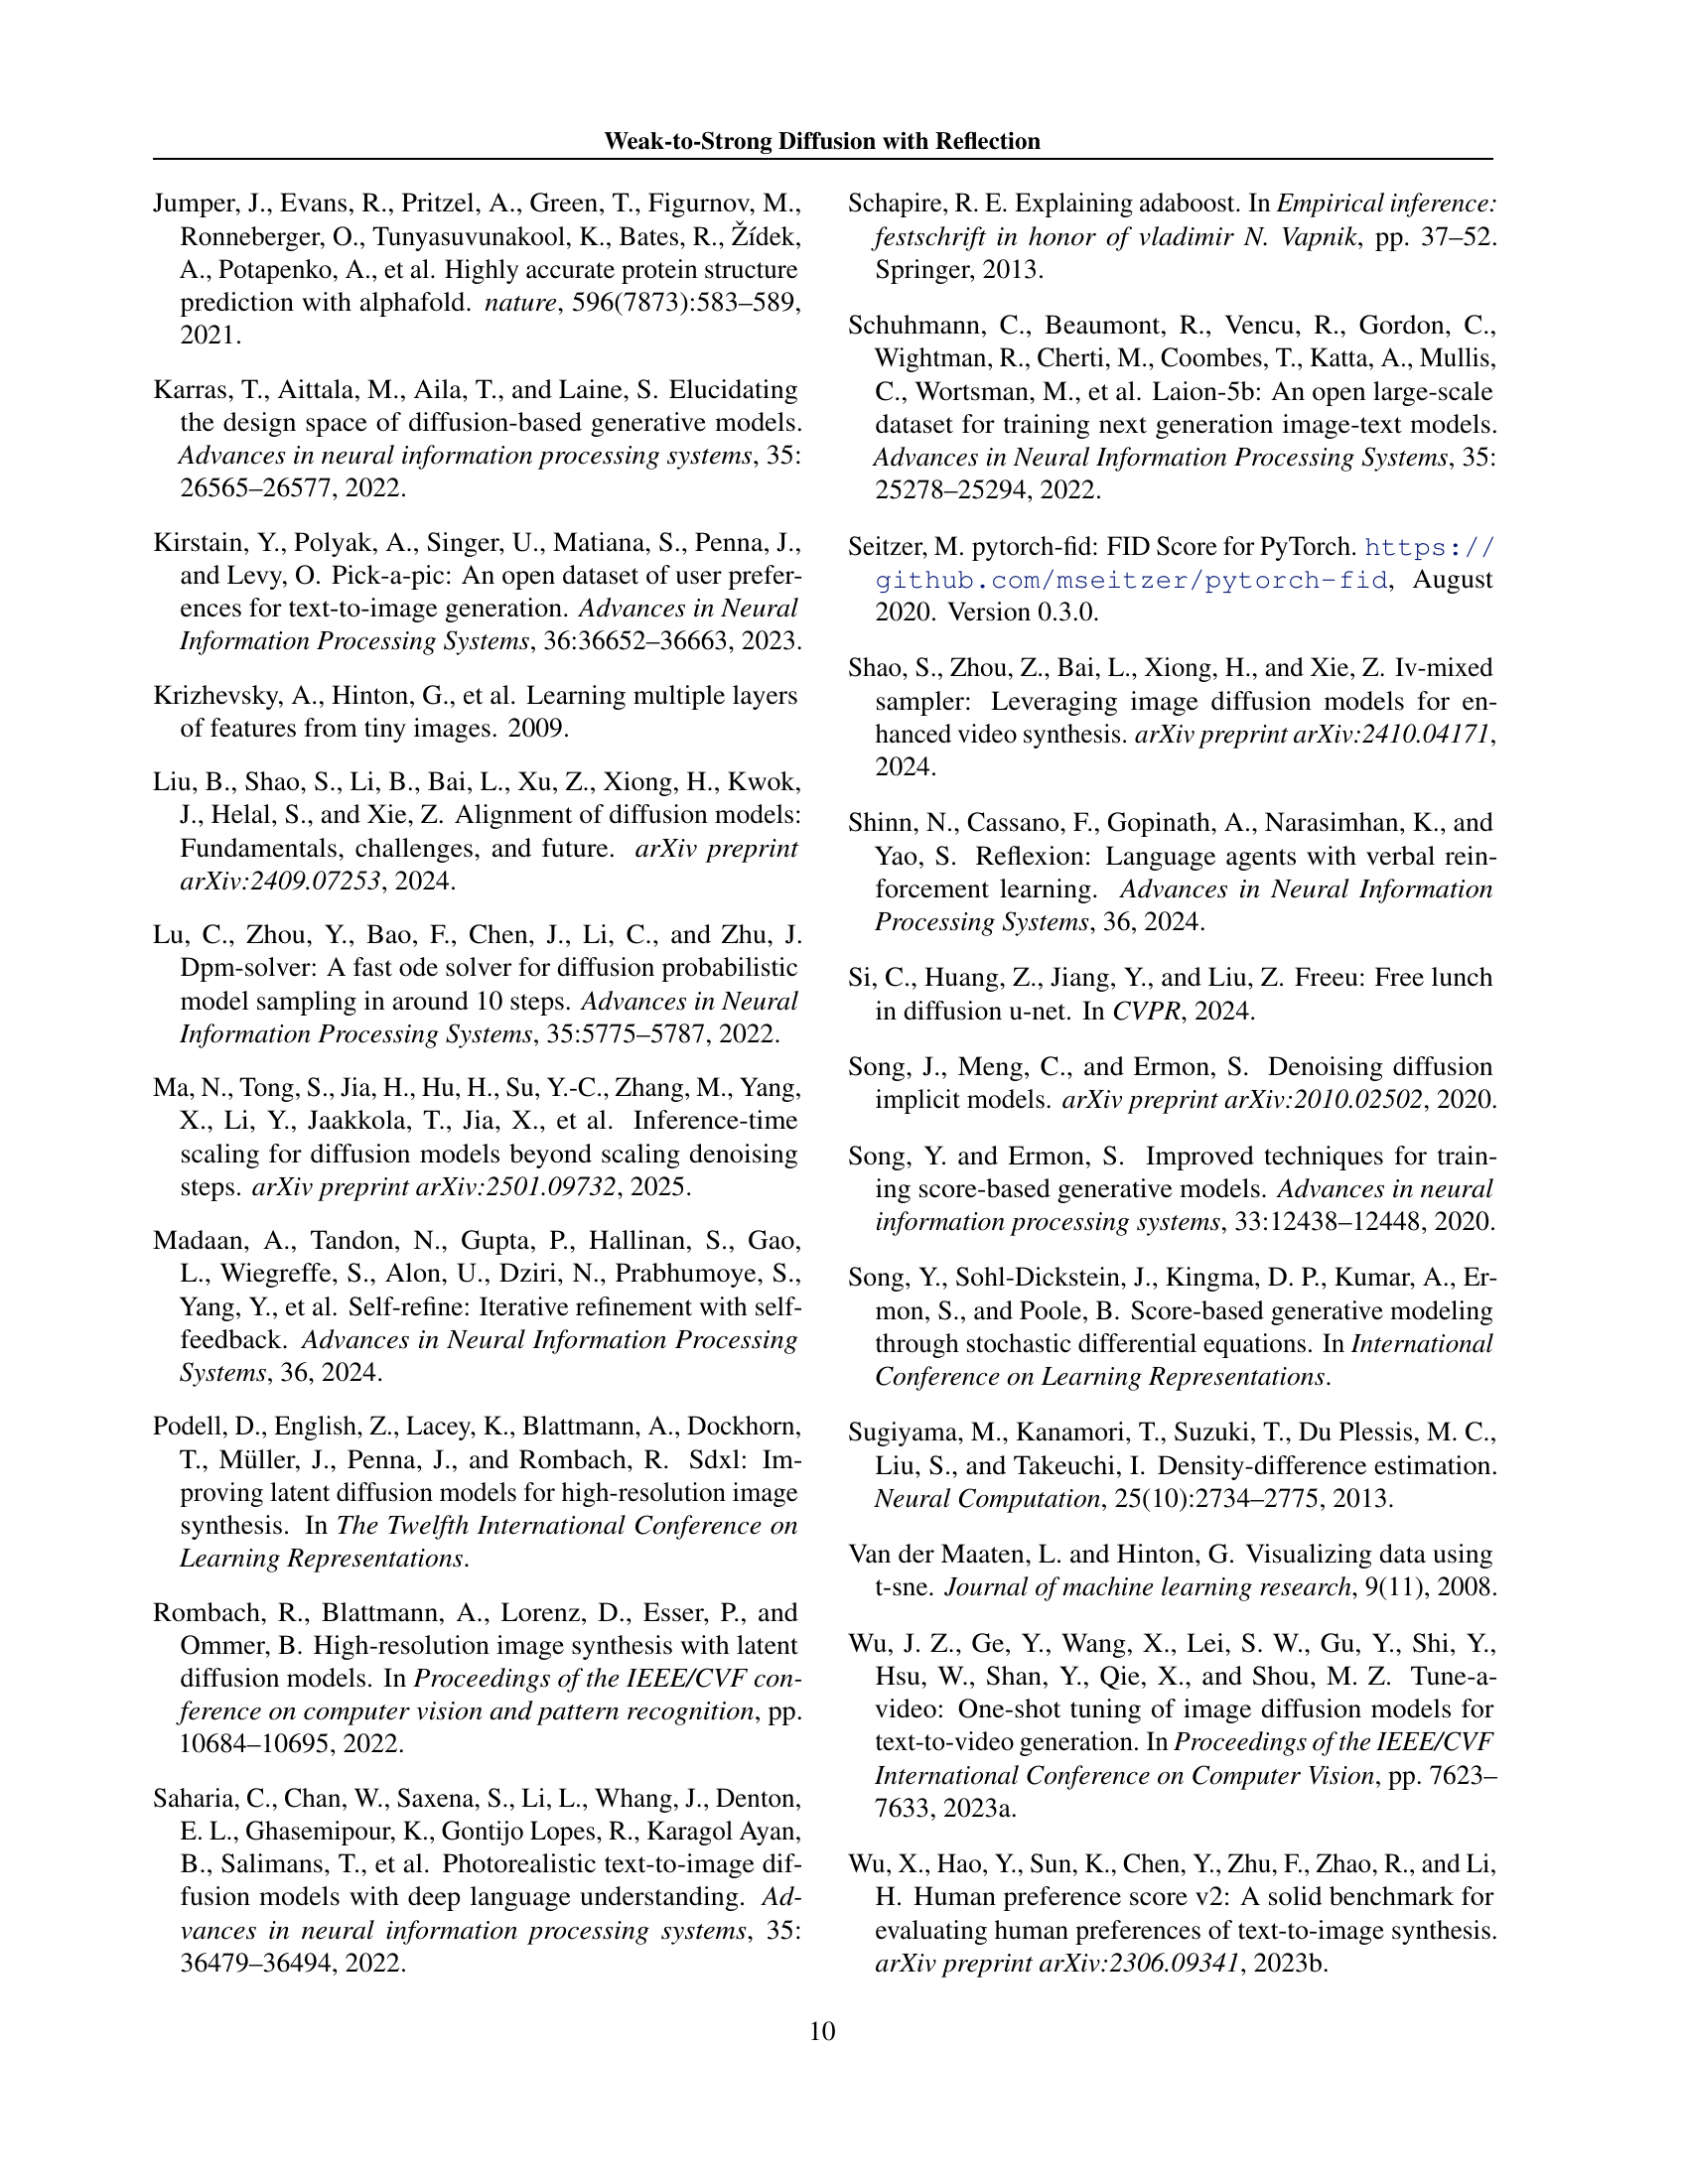 Weak-to-Strong Diffusion with Reflection
Jumper, J., Evans, R., Pritzel, A., Green, T., Figurnov, M.,
Ronneberger, O., Tunyasuvunakool, K., Bates, R., Žídek,
A., Potapenko, A., et al. Highly accurate protein structure
prediction with alphafold. nature, 596(7873):583–589,
2021.
Karras, T., Aittala, M., Aila, T., and Laine, S. Elucidating
the design space of diffusion-based generative models.
Advances in neural information processing systems, 35:
26565–26577, 2022.
Kirstain, Y., Polyak, A., Singer, U., Matiana, S., Penna, J.,
and Levy, O. Pick-a-pic: An open dataset of user prefer-
ences for text-to-image generation. Advances in Neural
Information Processing Systems, 36:36652–36663, 2023.
Krizhevsky, A., Hinton, G., et al. Learning multiple layers
of features from tiny images. 2009.
Liu, B., Shao, S., Li, B., Bai, L., Xu, Z., Xiong, H., Kwok,
J., Helal, S., and Xie, Z. Alignment of diffusion models:
Fundamentals, challenges, and future. arXiv preprint
arXiv:2409.07253, 2024.
Lu, C., Zhou, Y., Bao, F., Chen, J., Li, C., and Zhu, J.
Dpm-solver: A fast ode solver for diffusion probabilistic
model sampling in around 10 steps. Advances in Neural
Information Processing Systems, 35:5775–5787, 2022.
Ma, N., Tong, S., Jia, H., Hu, H., Su, Y.-C., Zhang, M., Yang,
X., Li, Y., Jaakkola, T., Jia, X., et al. Inference-time
scaling for diffusion models beyond scaling denoising
steps. arXiv preprint arXiv:2501.09732, 2025.
Madaan, A., Tandon, N., Gupta, P., Hallinan, S., Gao,
L., Wiegreffe, S., Alon, U., Dziri, N., Prabhumoye, S.,
Yang, Y., et al. Self-refine: Iterative refinement with self-
feedback. Advances in Neural Information Processing
Systems, 36, 2024.
Podell, D., English, Z., Lacey, K., Blattmann, A., Dockhorn,
T., Müller, J., Penna, J., and Rombach, R. Sdxl: Im-
proving latent diffusion models for high-resolution image
synthesis. In The Twelfth International Conference on
Learning Representations.
Rombach, R., Blattmann, A., Lorenz, D., Esser, P., and
Ommer, B. High-resolution image synthesis with latent
diffusion models. In Proceedings of the IEEE/CVF con-
ference on computer vision and pattern recognition, pp.
10684–10695, 2022.
Saharia, C., Chan, W., Saxena, S., Li, L., Whang, J., Denton,
E. L., Ghasemipour, K., Gontijo Lopes, R., Karagol Ayan,
B., Salimans, T., et al. Photorealistic text-to-image dif-
fusion models with deep language understanding. Ad-
vances in neural information processing systems, 35:
36479–36494, 2022.
Schapire, R. E. Explaining adaboost. In Empirical inference:
festschrift in honor of vladimir N. Vapnik, pp. 37–52.
Springer, 2013.
Schuhmann, C., Beaumont, R., Vencu, R., Gordon, C.,
Wightman, R., Cherti, M., Coombes, T., Katta, A., Mullis,
C., Wortsman, M., et al. Laion-5b: An open large-scale
dataset for training next generation image-text models.
Advances in Neural Information Processing Systems, 35:
25278–25294, 2022.
Seitzer, M. pytorch-fid: FID Score for PyTorch. https://
github.com/mseitzer/pytorch-fid, August
2020. Version 0.3.0.
Shao, S., Zhou, Z., Bai, L., Xiong, H., and Xie, Z. Iv-mixed
sampler: Leveraging image diffusion models for en-
hanced video synthesis. arXiv preprint arXiv:2410.04171,
2024.
Shinn, N., Cassano, F., Gopinath, A., Narasimhan, K., and
Yao, S. Reflexion: Language agents with verbal rein-
forcement learning. Advances in Neural Information
Processing Systems, 36, 2024.
Si, C., Huang, Z., Jiang, Y., and Liu, Z. Freeu: Free lunch
in diffusion u-net. In CVPR, 2024.
Song, J., Meng, C., and Ermon, S. Denoising diffusion
implicit models. arXiv preprint arXiv:2010.02502, 2020.
Song, Y. and Ermon, S. Improved techniques for train-
ing score-based generative models. Advances in neural
information processing systems, 33:12438–12448, 2020.
Song, Y., Sohl-Dickstein, J., Kingma, D. P., Kumar, A., Er-
mon, S., and Poole, B. Score-based generative modeling
through stochastic differential equations. In International
Conference on Learning Representations.
Sugiyama, M., Kanamori, T., Suzuki, T., Du Plessis, M. C.,
Liu, S., and Takeuchi, I. Density-difference estimation.
Neural Computation, 25(10):2734–2775, 2013.
Van der Maaten, L. and Hinton, G. Visualizing data using
t-sne. Journal of machine learning research, 9(11), 2008.
Wu, J. Z., Ge, Y., Wang, X., Lei, S. W., Gu, Y., Shi, Y.,
Hsu, W., Shan, Y., Qie, X., and Shou, M. Z. Tune-a-
video: One-shot tuning of image diffusion models for
text-to-video generation. In Proceedings of the IEEE/CVF
International Conference on Computer Vision, pp. 7623–
7633, 2023a.
Wu, X., Hao, Y., Sun, K., Chen, Y., Zhu, F., Zhao, R., and Li,
H. Human preference score v2: A solid benchmark for
evaluating human preferences of text-to-image synthesis.
arXiv preprint arXiv:2306.09341, 2023b.
10